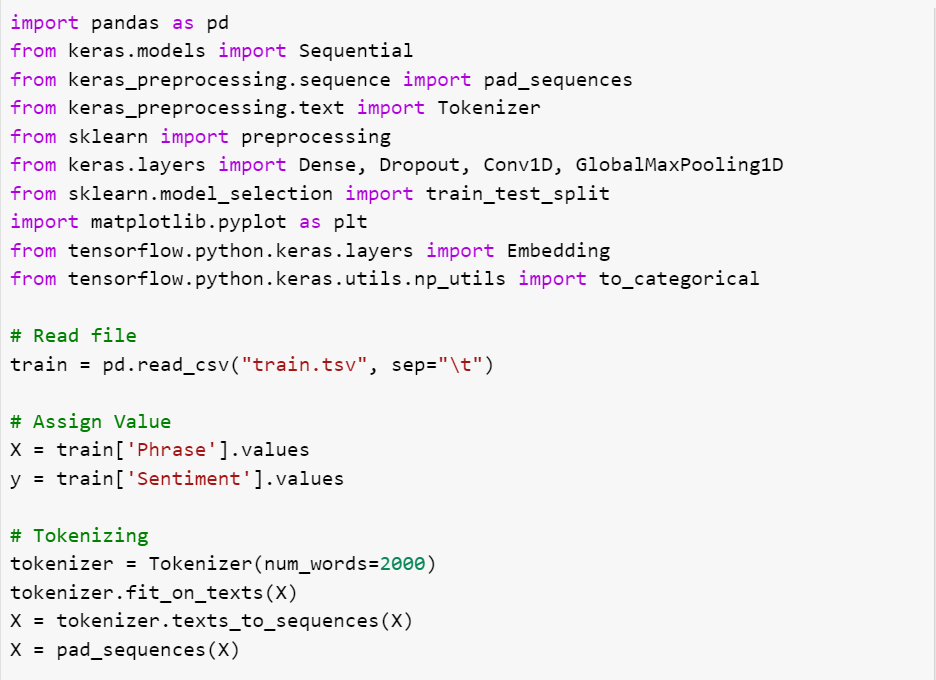 import pandas as pd
from keras.models import Sequential
from keras_preprocessing.sequence import pad_sequences
from keras_preprocessing.text import Tokenizer
from sklearn import preprocessing
from keras.layers import Dense, Dropout, Conv1D, GlobalMaxPooling1D
from sklearn.model_selection import train_test_split
import matplotlib.pyplot as plt
from tensorflow.python.keras.layers import Embedding
from tensorflow.python.keras.utils.np_utils import to_categorical

# Read file
train = pd.read_csv("train.tsv", sep="\t")

# Assign Value
X = train['Phrase'].values
y = train['Sentiment'].values

# Tokenizing
tokenizer = Tokenizer(num_words=2000)
tokenizer.fit_on_texts(X)
X = tokenizer.texts_to_sequences(X)
X = pad_sequences(X)